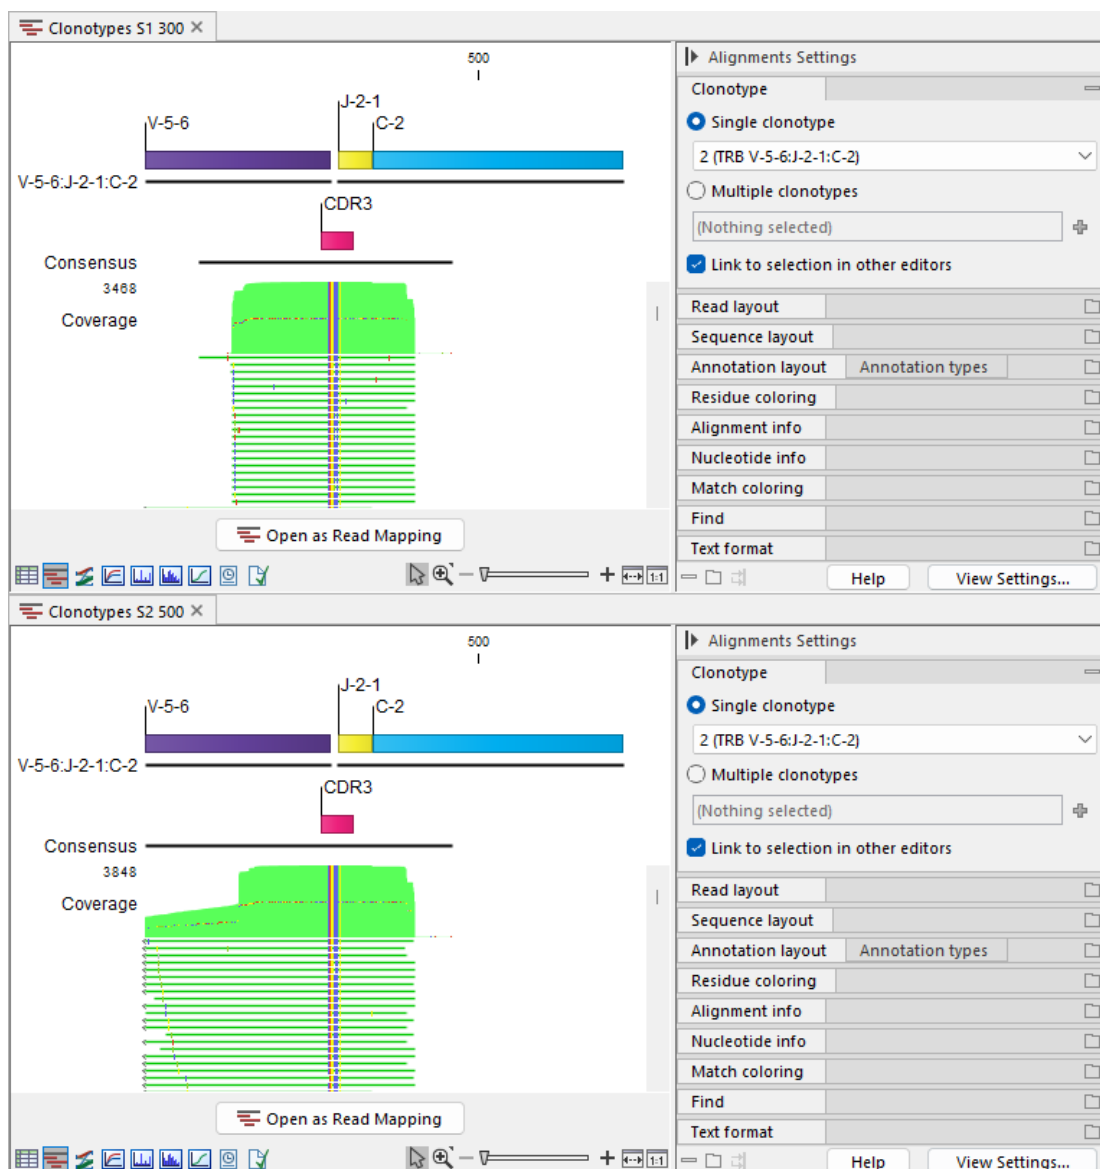 Clonotypes S1 300
500
J-2-1
V-5-6
C-2
V-5-6:J-2-1:C-2
CDR3
Consensus
3468
Coverage
Open as Read Mapping
1:1
Alignments Settings
Clonotype
Single clonotype
2 (TRB V-5-6:J-2-1:C-2)
Multiple clonotypes
(Nothing selected)
Link to selection in other editors
Read layout
Sequence layout
Annotation layout Annotation types
Residue coloring
Alignment info
Nucleotide info
Match coloring
Find
Text format
Help View Settings...
Clonotypes S2 500
500
J-2-1
V-5-6
C-2
V-5-6:J-2-1:C-2
CDR3
Consensus
3848
Coverage
Open as Read Mapping
1:1
Alignments Settings
Clonotype
Single clonotype
2 (TRB V-5-6:J-2-1:C-2)
Multiple clonotypes
(Nothing selected)
Link to selection in other editors
Read layout
Sequence layout
Annotation layout Annotation types
Residue coloring
Alignment info
Nucleotide info
Match coloring
Find
Text format
Help View Settings...